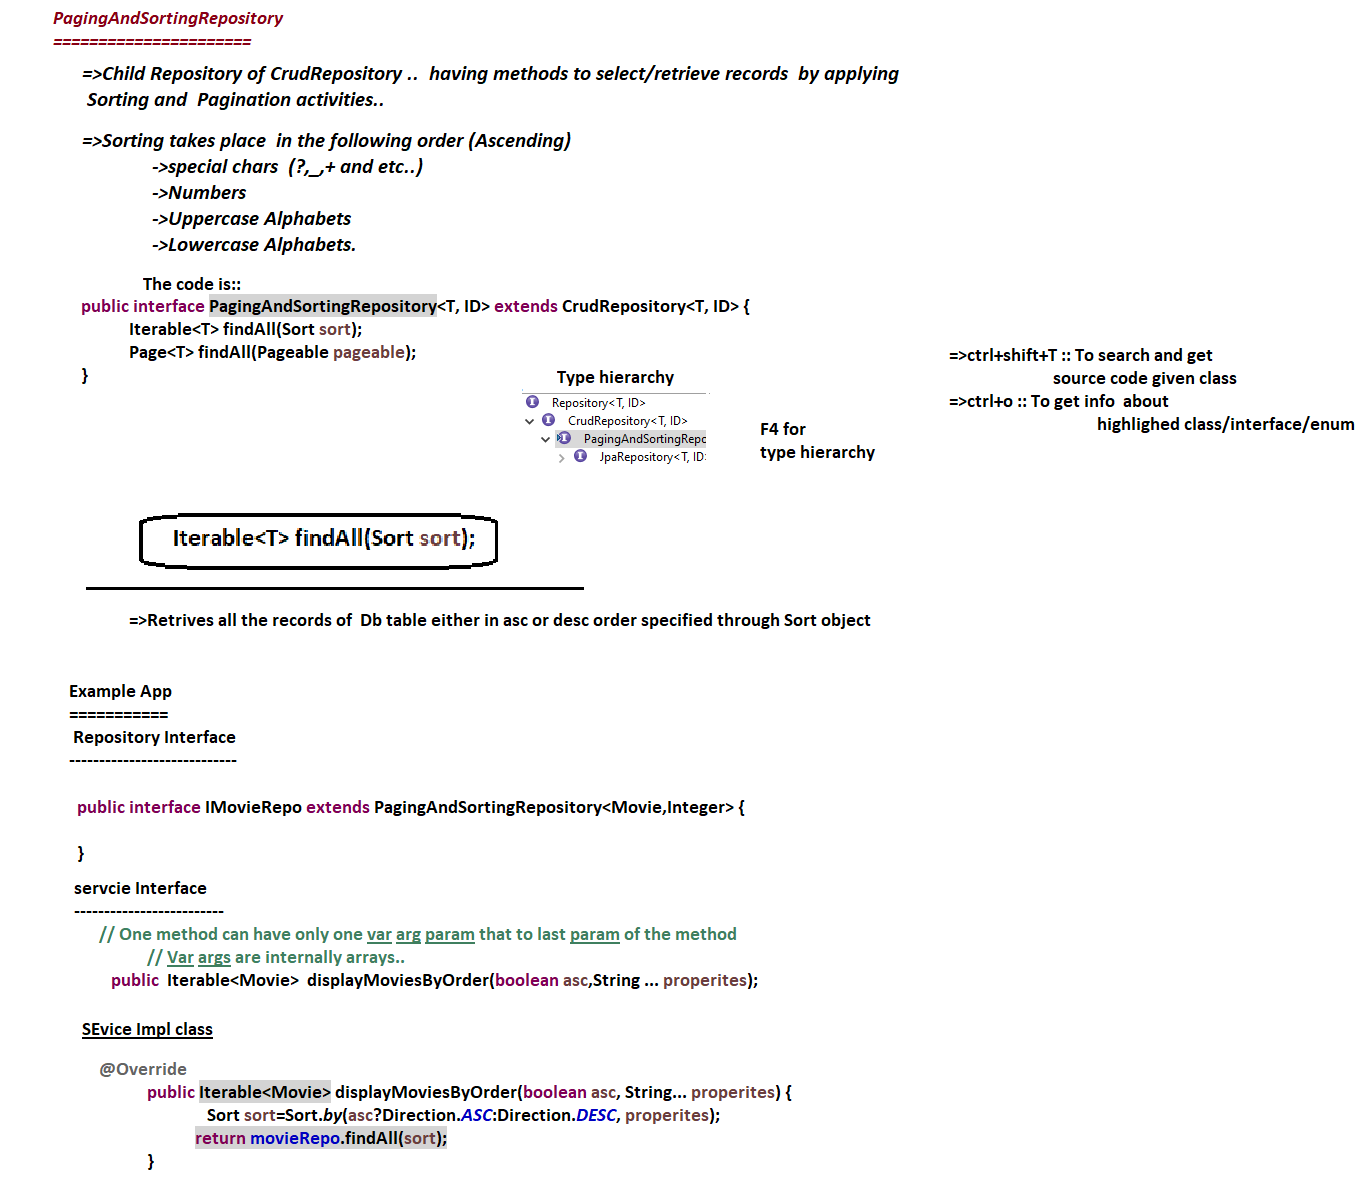 PagingAndSortingRepository
======================
=>Child Repository of CrudRepository .. having methods to select/retrieve records by applying
Sorting and Pagination activities..
=>Sorting takes place in the following order (Ascending)
->special chars (?,_,+ and etc..)
->Numbers
->Uppercase Alphabets
->Lowercase Alphabets.
The code is::
public interface PagingAndSortingRepository<T, ID> extends CrudRepository<T, ID> {
Iterable<T> findAll(Sort sort);
Page<T> findAll(Pageable pageable);
}
=>ctrl+shift+T :: To search and get
source code given class
=>ctrl+o :: To get info about
highlighed class/interface/enum
Type hierarchy
Repository<T, ID>
CrudRepository<T, ID>
PagingAndSortingRepo
JpaRepository<T, ID
F4 for
type hierarchy
Iterable<T> findAll(Sort sort);
=>Retrives all the records of Db table either in asc or desc order specified through Sort object
Example App
===========
Repository Interface
----------------------------
public interface IMovieRepo extends PagingAndSortingRepository<Movie,Integer> {
}
servcie Interface
-------------------------
// One method can have only one var arg param that to last param of the method
// Var args are internally arrays..
public Iterable<Movie> displayMoviesByOrder(boolean asc,String ... properites);
SEvice Impl class
@Override
public Iterable<Movie> displayMoviesByOrder(boolean asc, String... properites) {
Sort sort=Sort.by(asc?Direction.ASC:Direction.DESC, properites);
return movieRepo.findAll(sort);
}